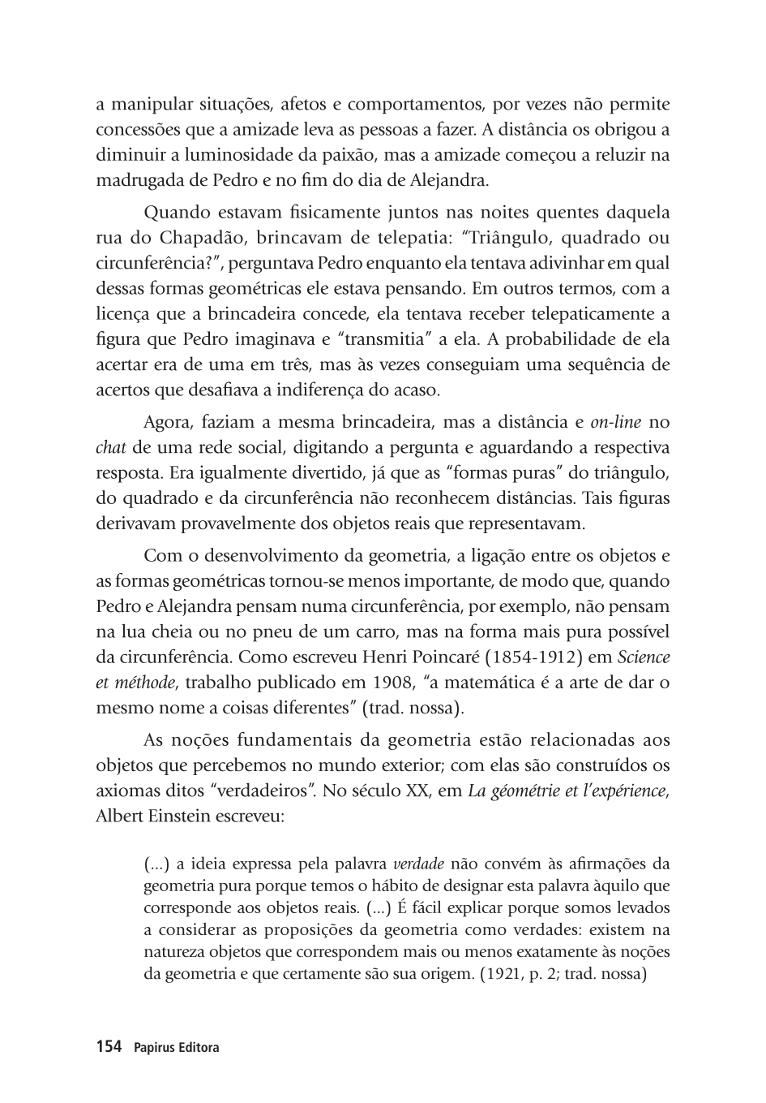 a manipular situações, afetos e comportamentos, por vezes não permite
concessões que a amizade leva as pessoas a fazer. A distância os obrigou a
diminuir a luminosidade da paixão, mas a amizade começou a reluzir na
madrugada de Pedro e no fim do dia de Alejandra.
Quando estavam fisicamente juntos nas noites quentes daquela
rua do Chapadão, brincavam de telepatia: “Triângulo, quadrado ou
circunferência?”, perguntava Pedro enquanto ela tentava adivinhar em qual
dessas formas geométricas ele estava pensando. Em outros termos, com a
licença que a brincadeira concede, ela tentava receber telepaticamente a
figura que Pedro imaginava e “transmitia” a ela. A probabilidade de ela
acertar era de uma em três, mas às vezes conseguiam uma sequência de
acertos que desafiava a indiferença do acaso.
Agora, faziam a mesma brincadeira, mas a distância e on-line no
chat de uma rede social, digitando a pergunta e aguardando a respectiva
resposta. Era igualmente divertido, já que as “formas puras” do triângulo,
do quadrado e da circunferência não reconhecem distâncias. Tais figuras
derivavam provavelmente dos objetos reais que representavam.
Com o desenvolvimento da geometria, a ligação entre os objetos e
as formas geométricas tornou-se menos importante, de modo que, quando
Pedro e Alejandra pensam numa circunferência, por exemplo, não pensam
na lua cheia ou no pneu de um carro, mas na forma mais pura possível
da circunferência. Como escreveu Henri Poincaré (1854-1912) em Science
et méthode, trabalho publicado em 1908, “a matemática é a arte de dar o
mesmo nome a coisas diferentes” (trad. nossa).
As noções fundamentais da geometria estão relacionadas aos
objetos que percebemos no mundo exterior; com elas são construídos os
axiomas ditos “verdadeiros”. No século XX, em La géométrie et l’expérience,
Albert Einstein escreveu:
(...) a ideia expressa pela palavra verdade não convém às afirmações da
geometria pura porque temos o hábito de designar esta palavra àquilo que
corresponde aos objetos reais. (...) É fácil explicar porque somos levados
a considerar as proposições da geometria como verdades: existem na
natureza objetos que correspondem mais ou menos exatamente às noções
da geometria e que certamente são sua origem. (1921, p. 2; trad. nossa)
154 Papirus Editora